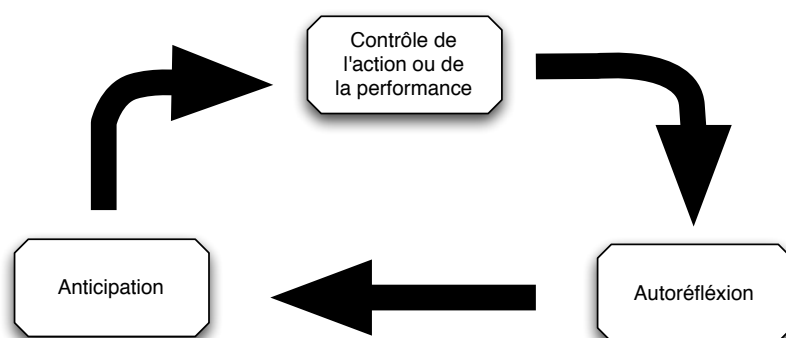 Contrôle de
l'action ou de
la performance
Anticipation
Autoréfléxion